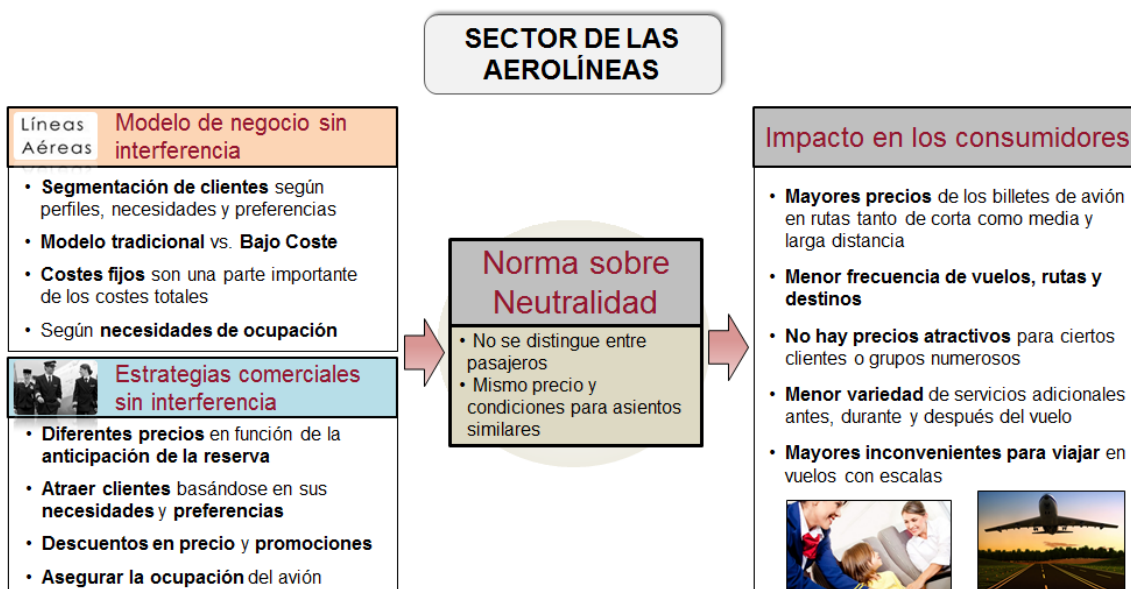 SECTOR DE LAS
AEROLÍNEAS
Líneas
Aéreas
Modelo de negocio sin
interferencia
• Segmentación de clientes según
perfiles, necesidades y preferencias
• Modelo tradicional vs. Bajo Coste
• Costes fijos son una parte importante
de los costes totales
• Según necesidades de ocupación
Estrategias comerciales
sin interferencia
• Diferentes precios en función de la
anticipación de la reserva
• Atraer clientes basándose en sus
necesidades y preferencias
• Descuentos en precio y promociones
• Asegurar la ocupación del avión
Norma sobre
Neutralidad
• No se distingue entre
pasajeros
• Mismo precio y
condiciones para asientos
similares
Impacto en los consumidores
• Mayores precios de los billetes de avión
en rutas tanto de corta como media y
larga distancia
• Menor frecuencia de vuelos, rutas y
destinos
• No hay precios atractivos para ciertos
clientes o grupos numerosos
• Menor variedad de servicios adicionales
antes, durante y después del vuelo
• Mayores inconvenientes para viajar en
vuelos con escalas